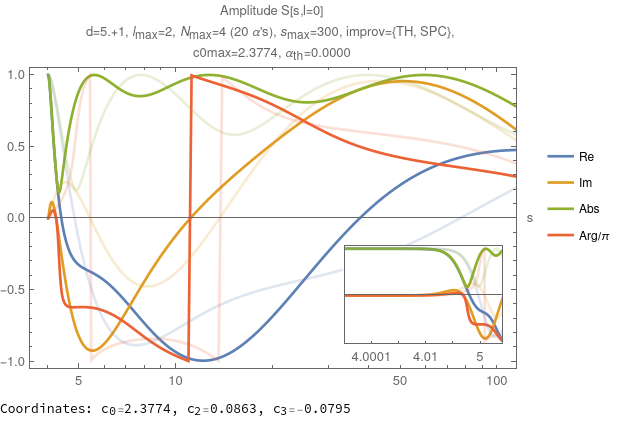 Amplitude S[s,l=0]
d=5.+1, lmax=2, Nmax=4 (20 α's), smax=300, improv={TH, SPC},
c0max=2.3774, αth=0.0000
1.0
0.5
0.0
−0.5
−1.0
5
10
50
100
s
Re
Im
Abs
Arg/π
4.0001
4.01
5
Coordinates: c0=2.3774, c2=0.0863, c3=-0.0795